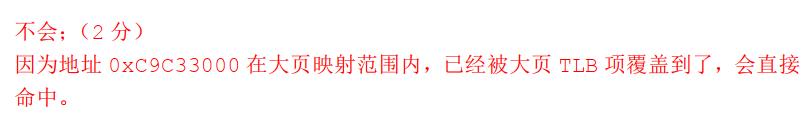 不会;（2 分）
因为地址 0xC9C33000 在大页映射范围内，已经被大页 TLB 项覆盖到了，会直接
命中。